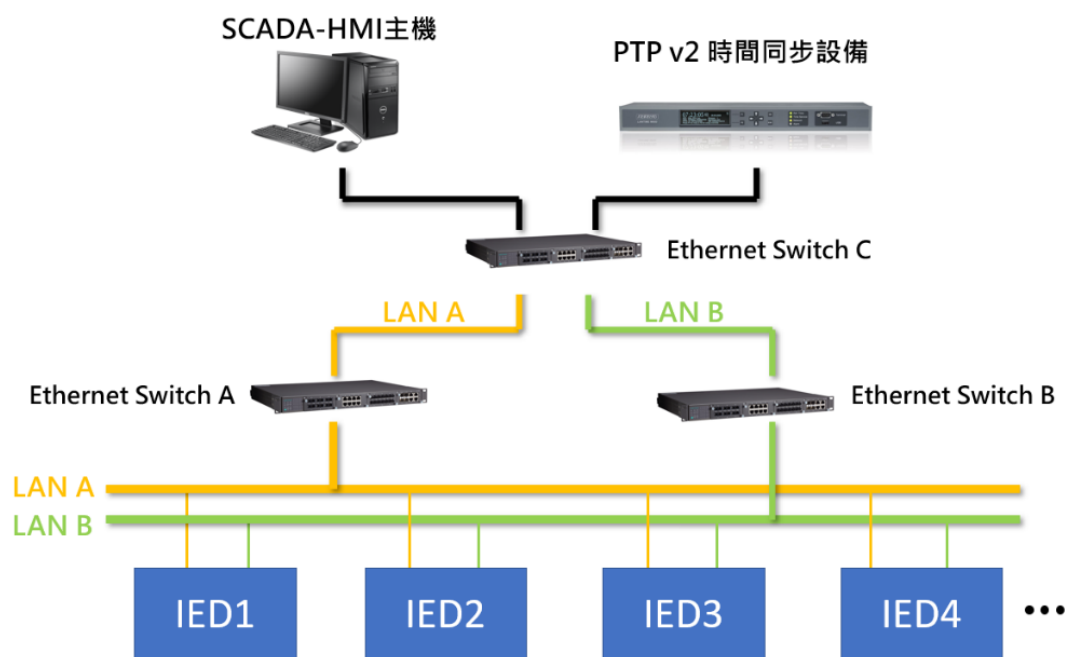 SCADA-HMI主機
PTP v2 時間同步設備
Ethernet Switch C
LAN A
LAN B
Ethernet Switch A
Ethernet Switch B
LAN A
LAN B
IED1
IED2
IED3
IED4
•••